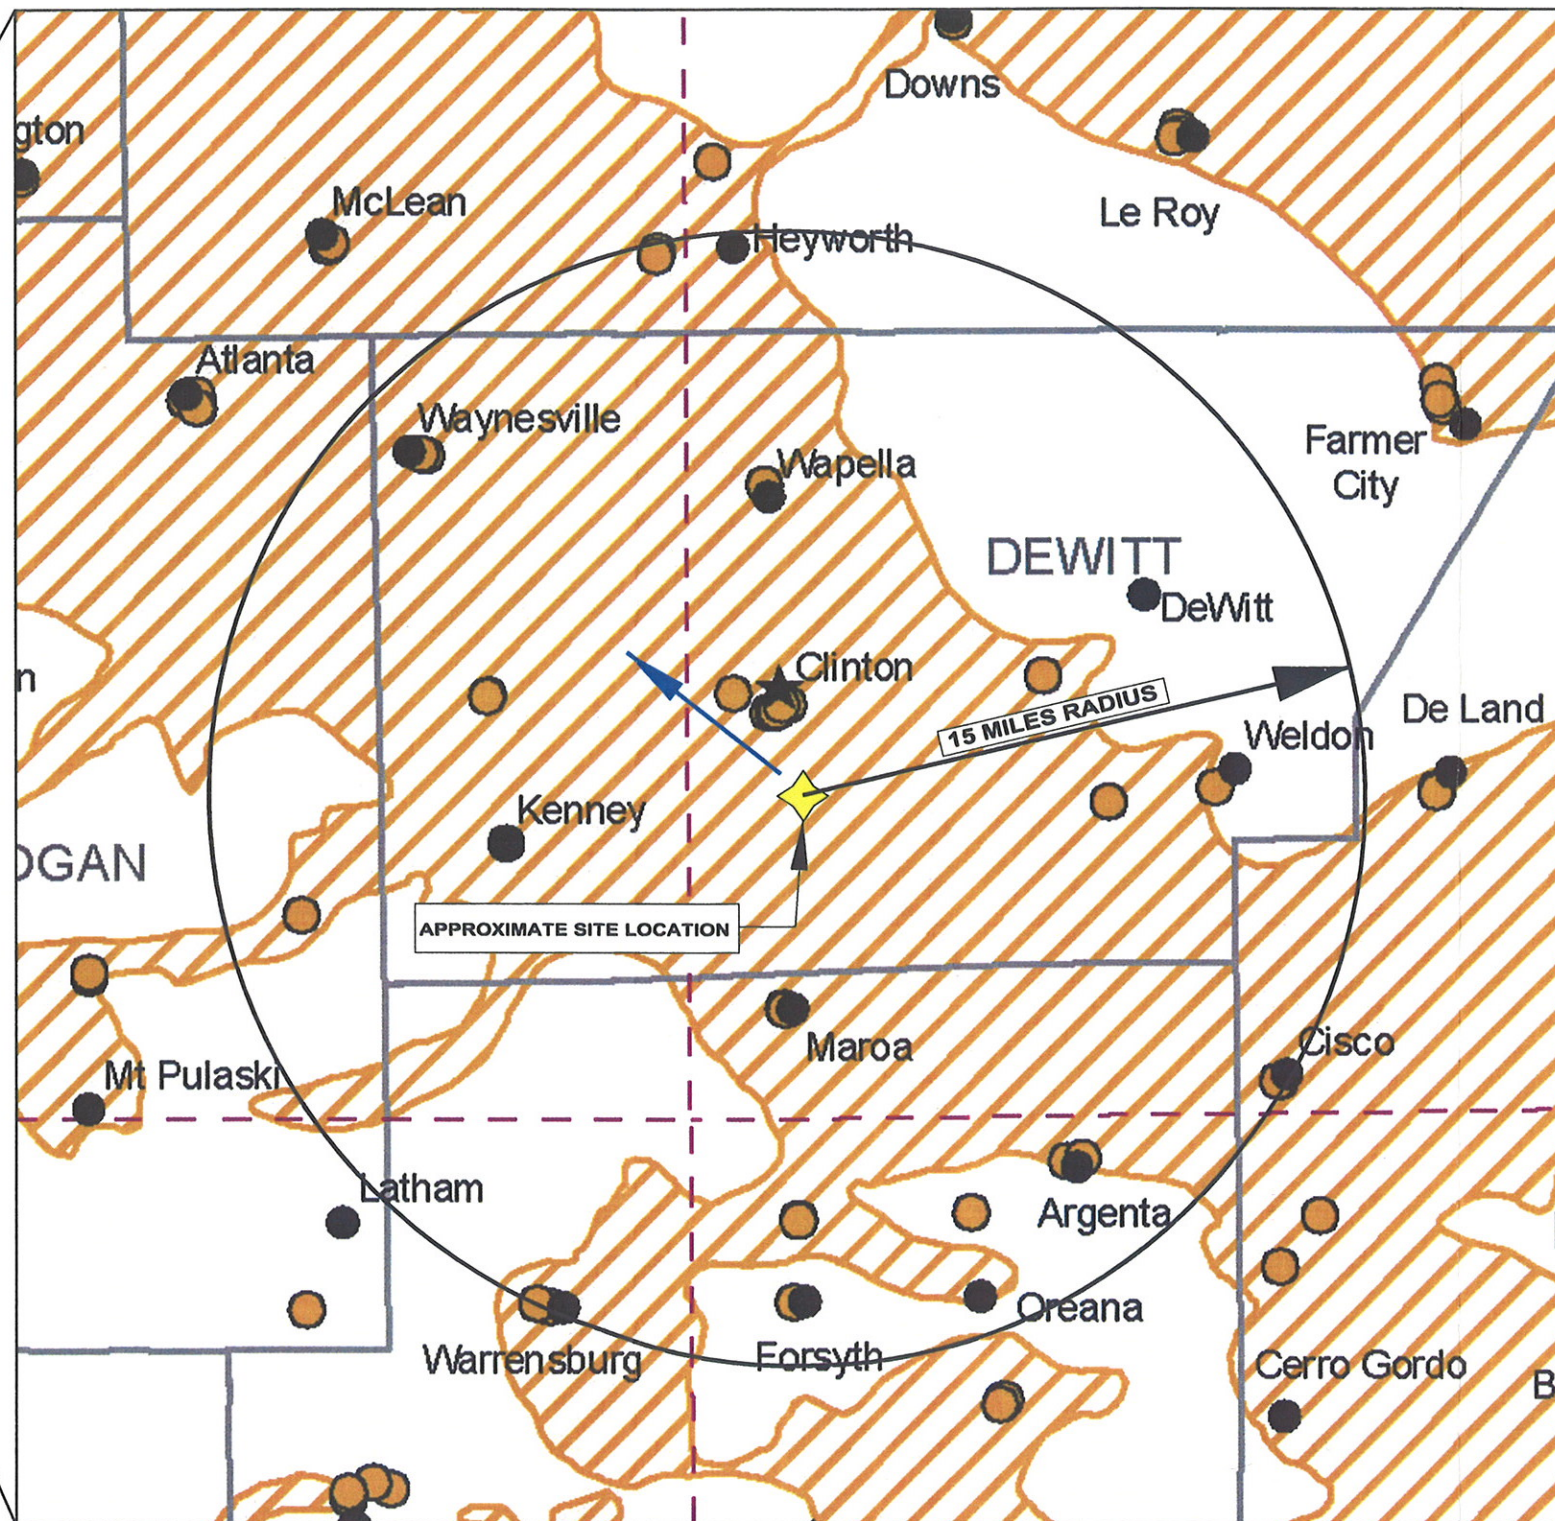 Downs
gton
McLean
Le Roy
Heyworth
Atlanta
Waynesville
Wapella
Farmer
City
DEWITT
DeWitt
n
Clinton
15 MILES RADIUS
De Land
Weldon
Kenney
OGAN
APPROXIMATE SITE LOCATION
Maroa
Cisco
Mt Pulaski
Latham
Argenta
Oreana
Warrensburg
Forsyth
Cerro Gordo
B